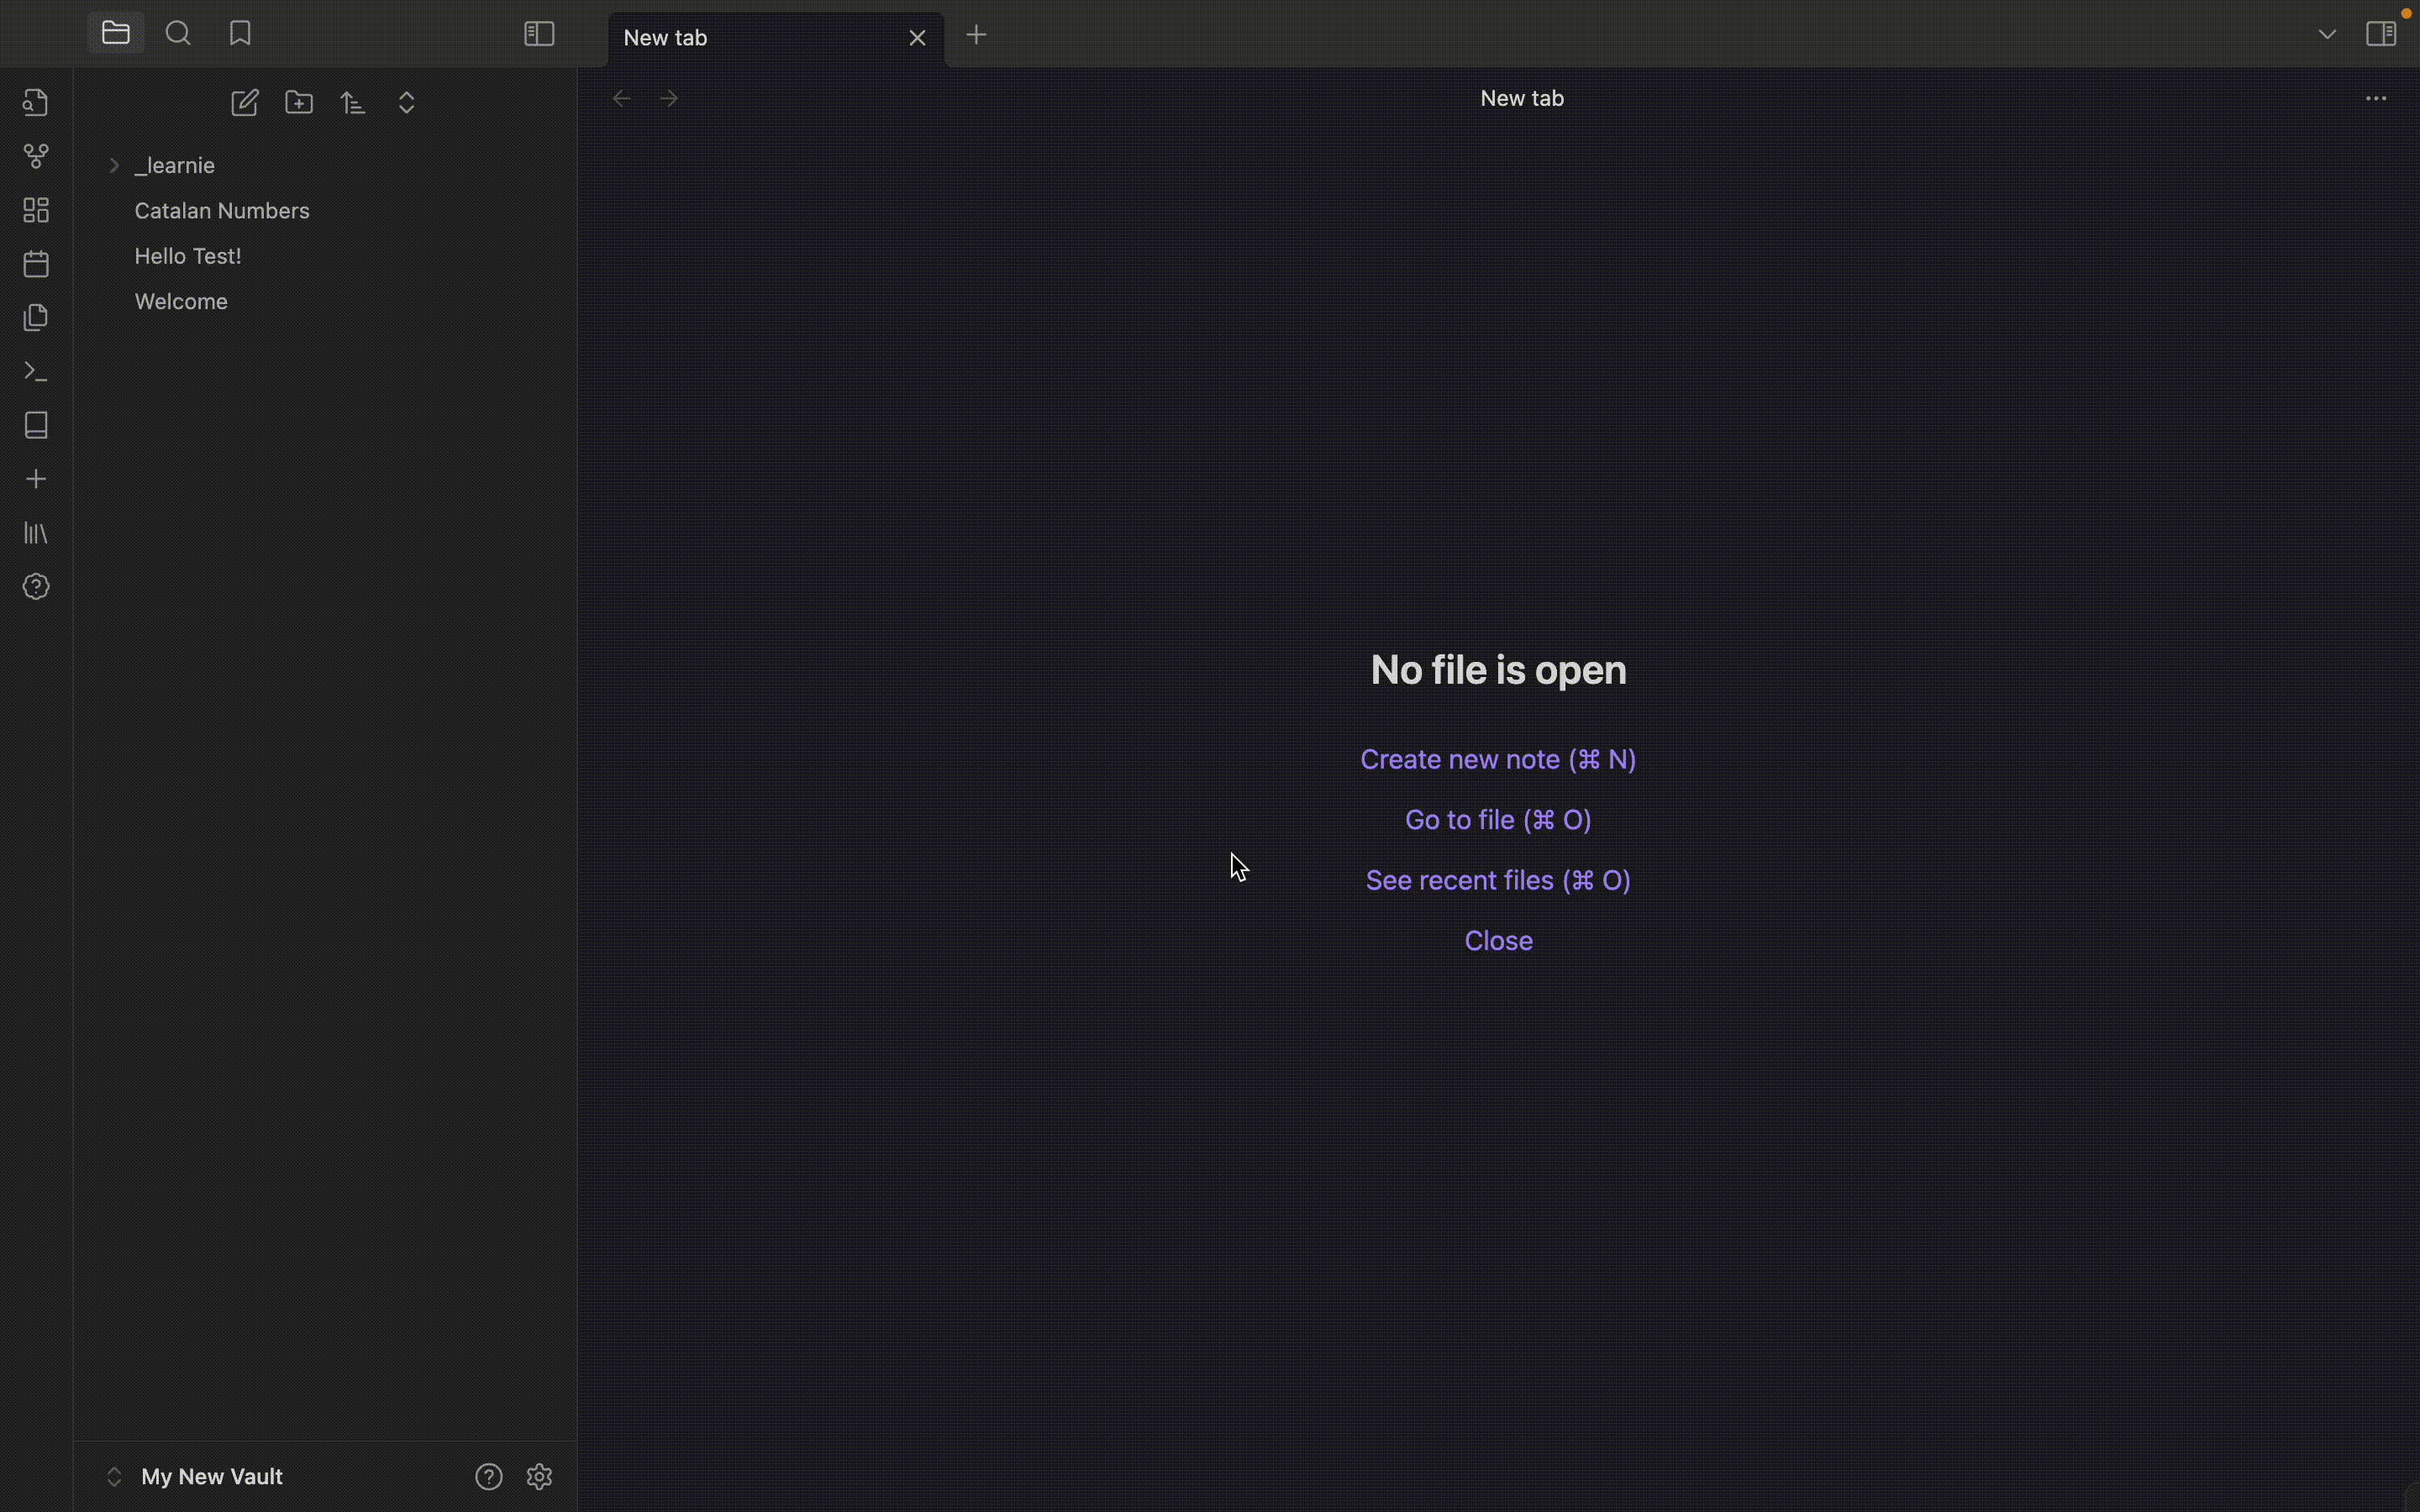 New tab
New tab
_learnie
Catalan Numbers
Hello Test!
Welcome
No file is open
Create new note (⌘ N)
Go to file (⌘ O)
See recent files (⌘ O)
Close
My New Vault